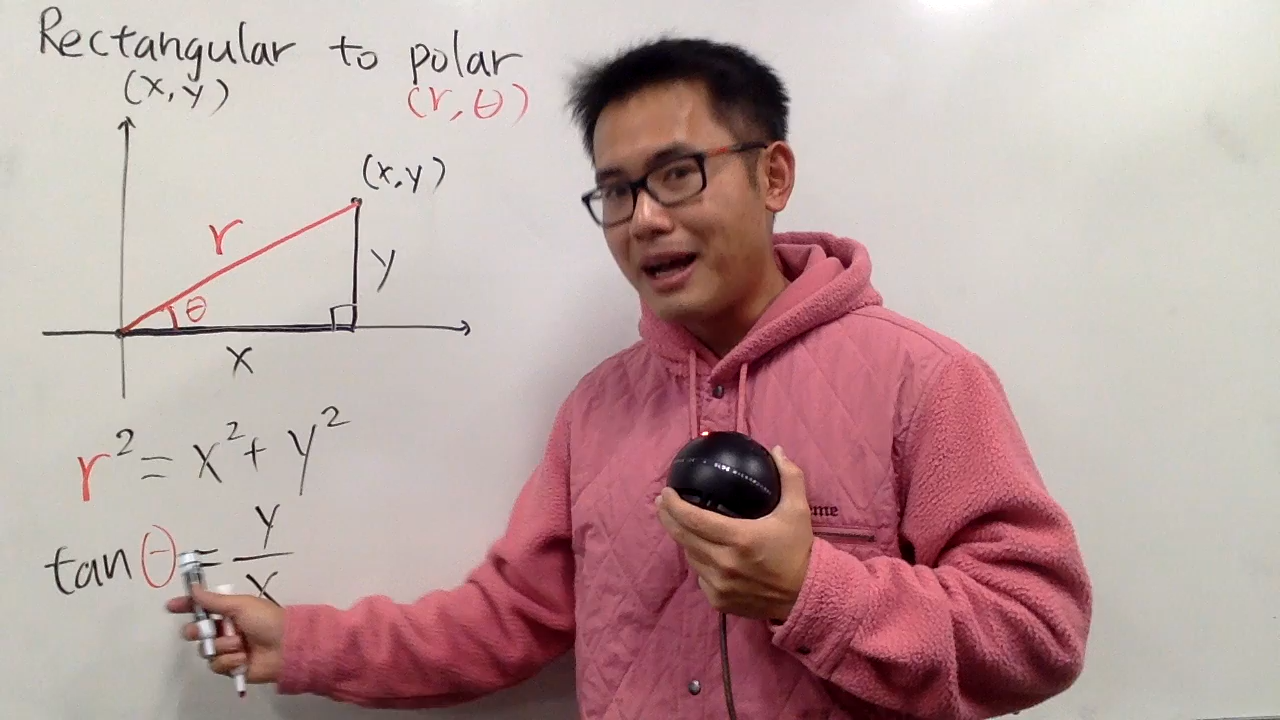 Rectangular to polar
(x, y) (r, θ)
(x, y)
r
y
θ
x
r² = x² + y²
tan θ = y/x